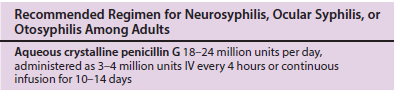 Recommended Regimen for Neurosyphilis, Ocular Syphilis, or
Otosyphilis Among Adults
Aqueous crystalline penicillin G 18–24 million units per day,
administered as 3–4 million units IV every 4 hours or continuous
infusion for 10–14 days